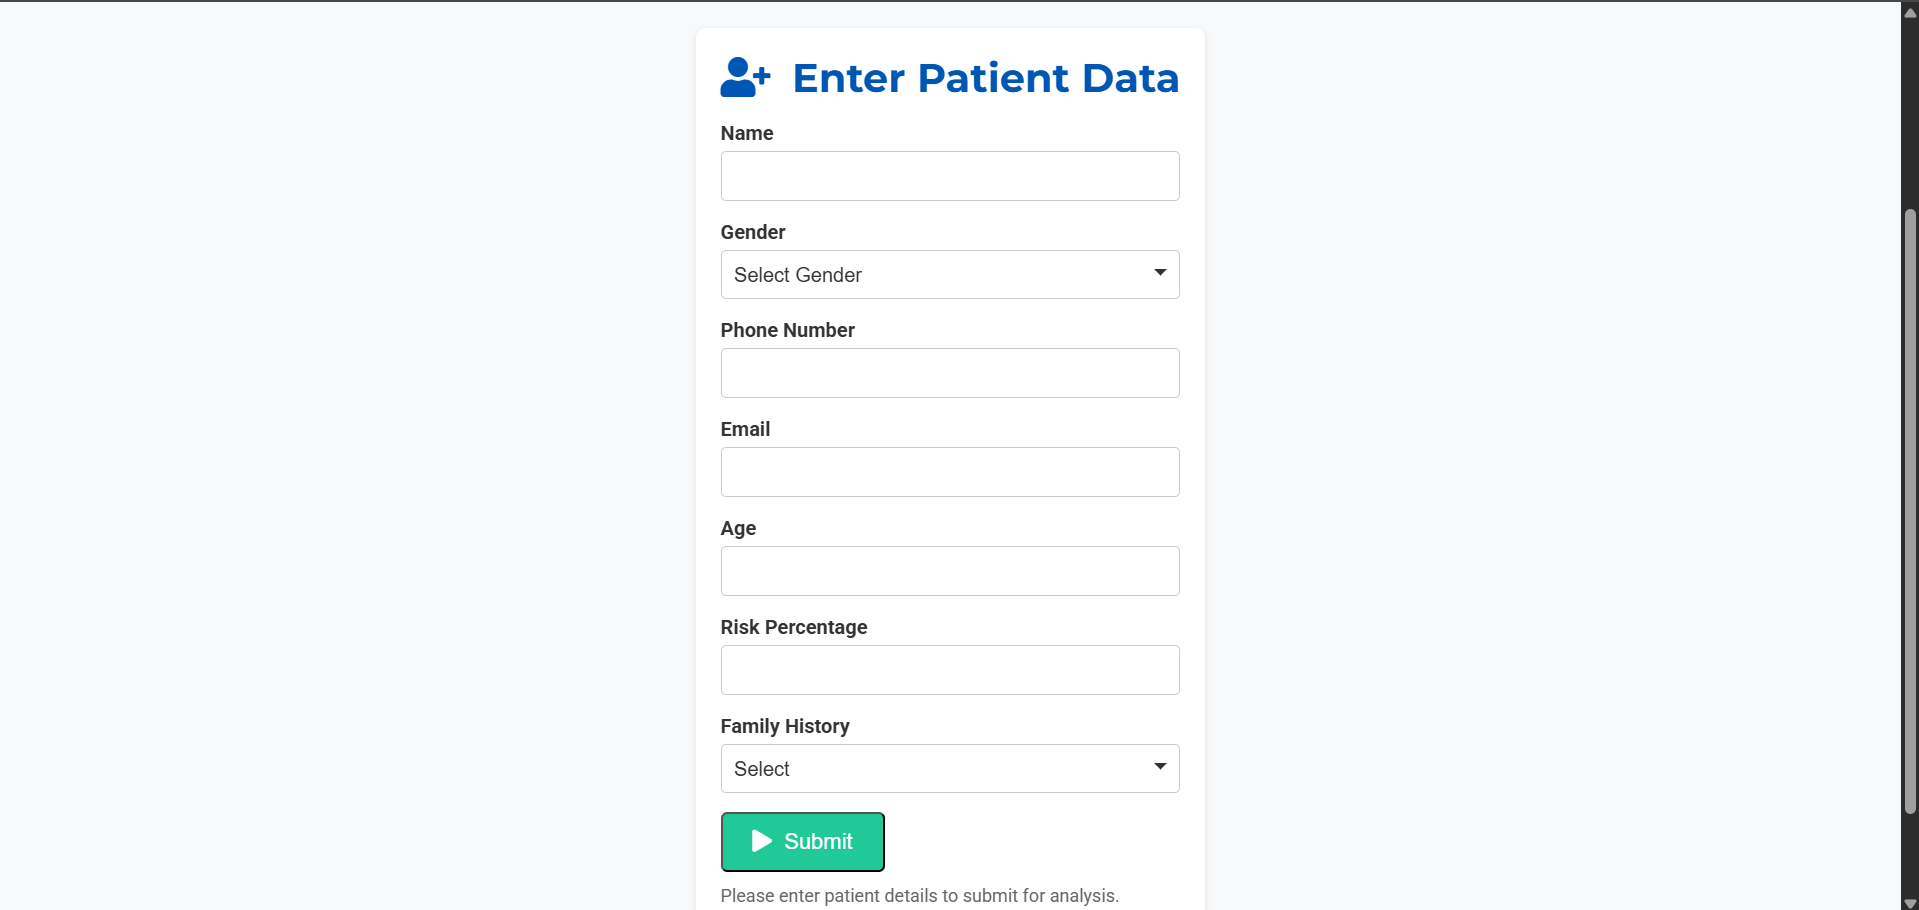 Enter Patient Data
Name
Gender
Select Gender
Phone Number
Email
Age
Risk Percentage
Family History
Select
Submit
Please enter patient details to submit for analysis.